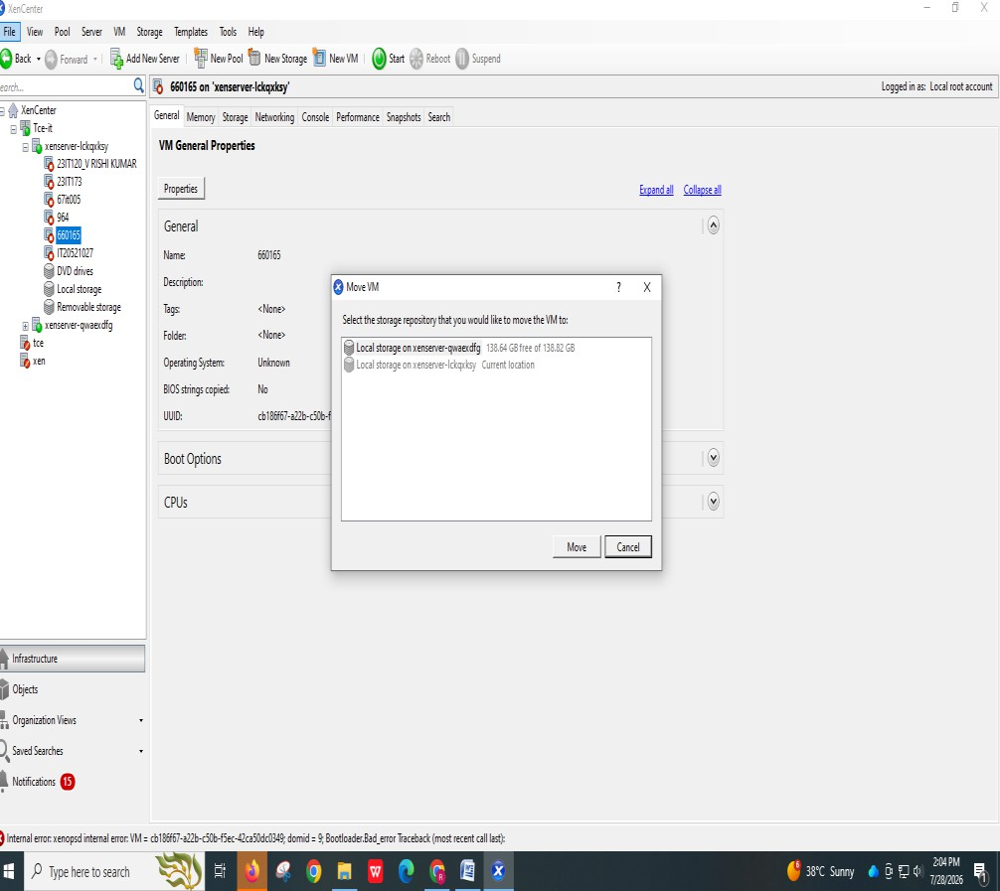 XenCenter
File View Pool Server VM Storage Templates Tools Help
Back Forward Add New Server New Pool New Storage New VM Start Reboot Suspend
earch...
660165 on 'xenserver-lckqxksy'
Logged in as: Local root account
XenCenter
Tce-it
xenserver-lckqxksy
23IT120_V RISHI KUMAR
23IT173
67it005
964
660165
IT20521027
DVD drives
Local storage
Removable storage
xenserver-qwaexdfg
tce
xen
General Memory Storage Networking Console Performance Snapshots Search
VM General Properties
Properties
Expand all Collapse all
General
Name: 660165
Description:
Tags: <None>
Folder: <None>
Operating System: Unknown
BIOS strings copied: No
UUID: cb186f67-a22b-c50b-f
Boot Options
CPUs
Move VM
?
X
Select the storage repository that you would like to move the VM to:
Local storage on xenserver-qwaexdfg 138.64 GB free of 138.82 GB
Local storage on xenserver-lckqxksy Current location
Move Cancel
Infrastructure
Objects
Organization Views
Saved Searches
Notifications 15
Internal error: xenopsd internal error: VM = cb186f67-a22b-c50b-f5ec-42ca50dc0349; domid = 9; Bootloader.Bad_error Traceback (most recent call last):
Type here to search
38°C Sunny
2:04 PM
7/28/2026